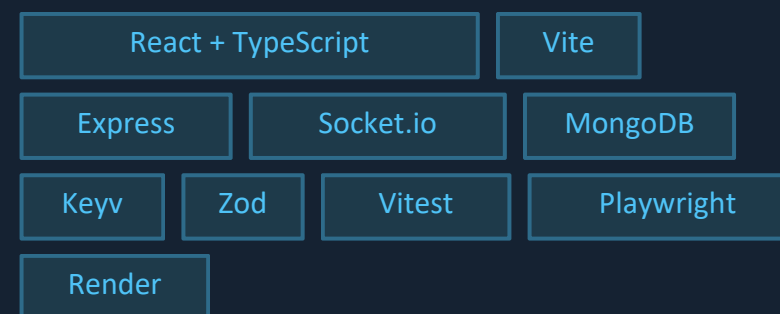 React + TypeScript
Vite
Express
Socket.io
MongoDB
Keyv
Zod
Vitest
Playwright
Render